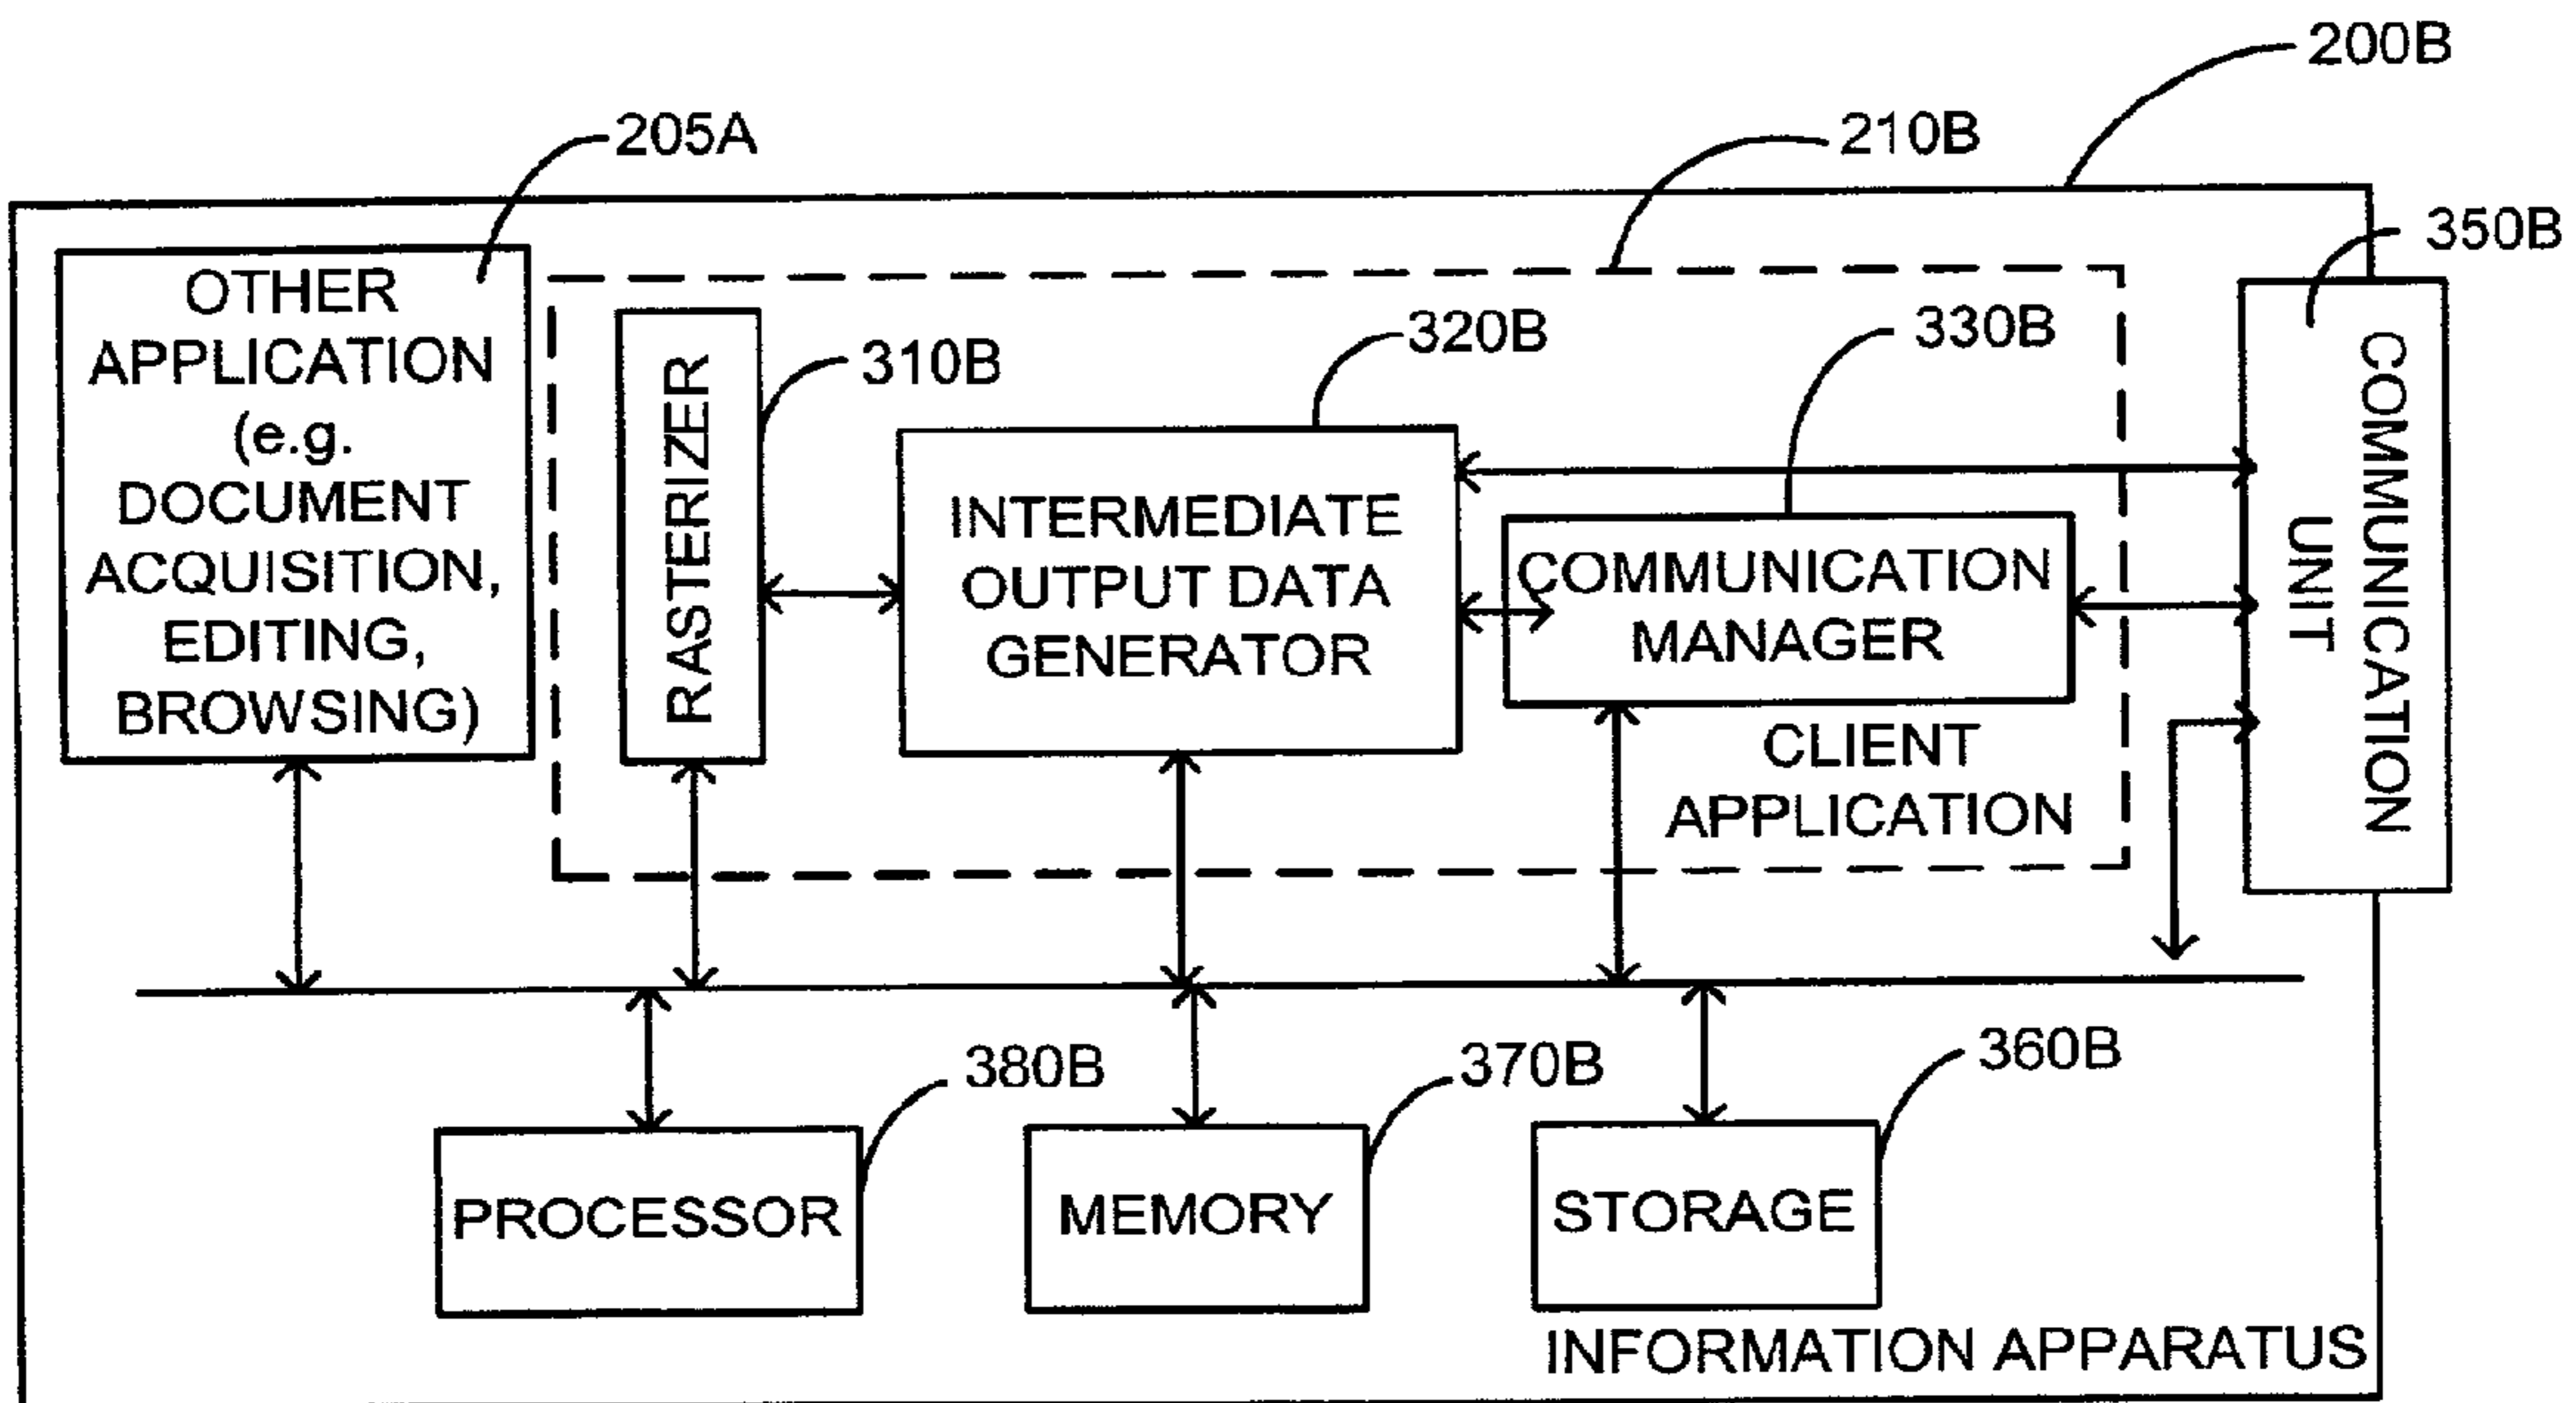 200B
205A
210B
350B
OTHER
APPLICATION
(e.g.
DOCUMENT
ACQUISITION,
EDITING,
BROWSING)
RASTERIZER
310B
320B
330B
INTERMEDIATE
OUTPUT DATA
GENERATOR
COMMUNICATION
MANAGER
CLIENT
APPLICATION
COMMUNICATION
UNIT
380B
370B
360B
PROCESSOR
MEMORY
STORAGE
INFORMATION APPARATUS